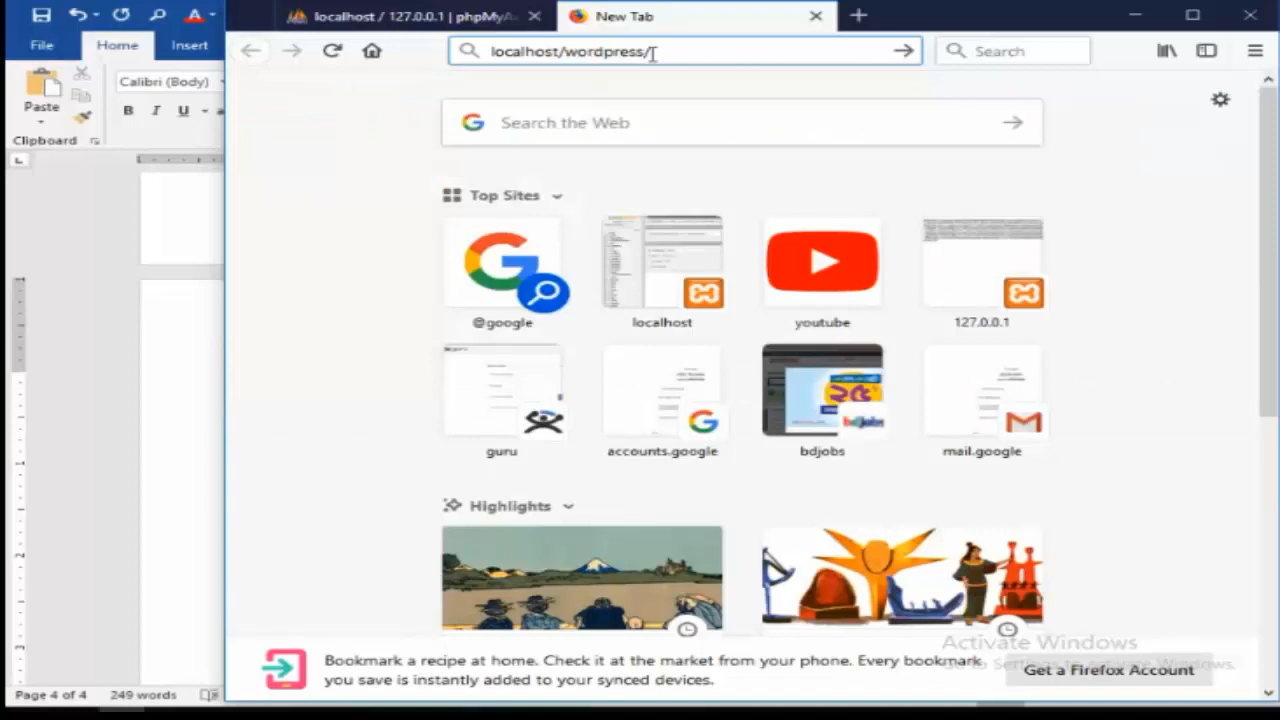 localhost / 127.0.0.1 | phpMyA
New Tab
File
Home
Insert
localhost/wordpress/
Search
Calibri (Body)
Paste
B I U
Clipboard
Search the Web
Top Sites
@google
localhost
youtube
127.0.0.1
guru
accounts.google
bdjobs
mail.google
Highlights
Activate Windows
Bookmark a recipe at home. Check it at the market from your phone. Every bookmark
you save is instantly added to your synced devices.
Get a Firefox Account
Page 4 of 4
249 words